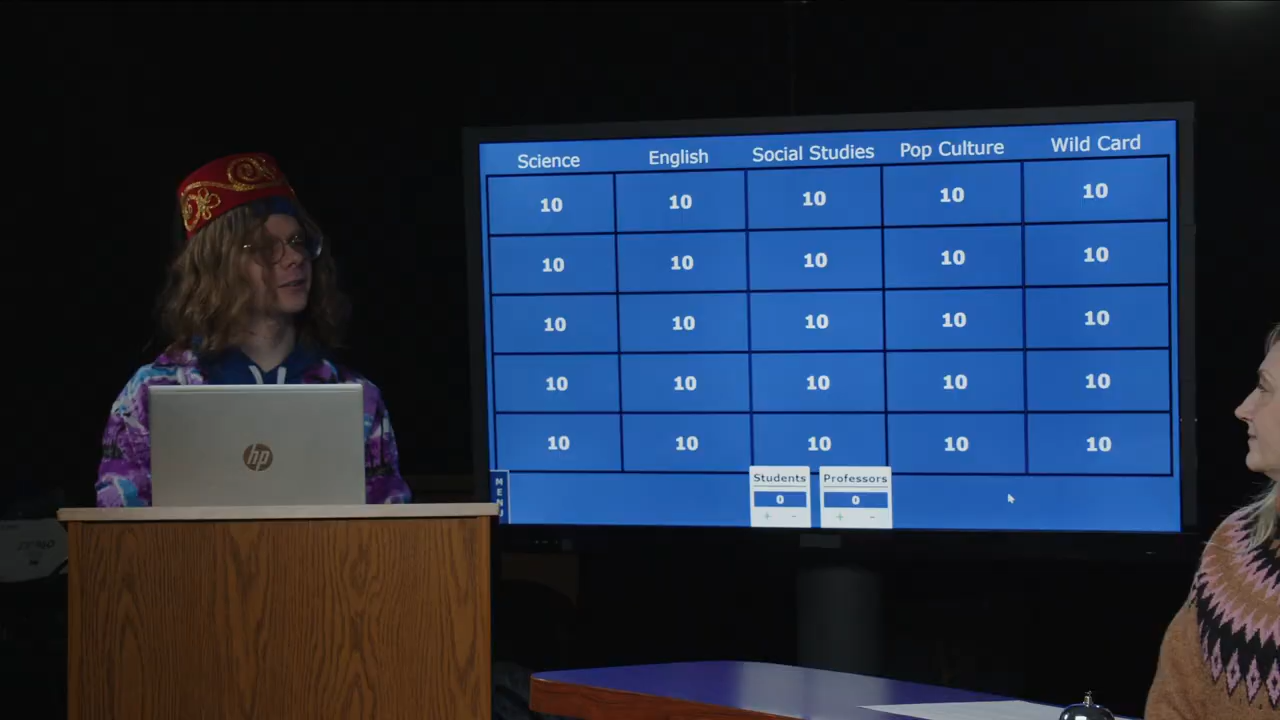 Science English Social Studies Pop Culture Wild Card
10 10 10 10 10
10 10 10 10 10
10 10 10 10 10
10 10 10 10 10
10 10 10 10 10
MENU
Students Professors
0 0
+ - + -
hp